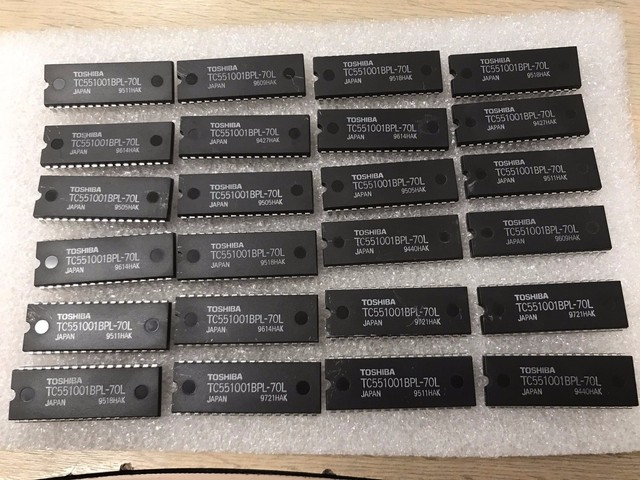 TOSHIBA
TC551001BPL-70L
JAPAN 9511HAK
TOSHIBA
TC551001BPL-70L
JAPAN 9609HAK
TOSHIBA
TC551001BPL-70L
JAPAN 9518HAK
TOSHIBA
TC551001BPL-70L
JAPAN 9518HAK
TOSHIBA
TC551001BPL-70L
JAPAN 9614HAK
TOSHIBA
TC551001BPL-70L
JAPAN 9427HAK
TOSHIBA
TC551001BPL-70L
JAPAN 9614HAK
TOSHIBA
TC551001BPL-70L
JAPAN 9427HAK
TOSHIBA
TC551001BPL-70L
JAPAN 9505HAK
TOSHIBA
TC551001BPL-70L
JAPAN 9505HAK
TOSHIBA
TC551001BPL-70L
JAPAN 9505HAK
TOSHIBA
TC551001BPL-70L
JAPAN 9511HAK
TOSHIBA
TC551001BPL-70L
JAPAN 9614HAK
TOSHIBA
TC551001BPL-70L
JAPAN 9518HAK
TOSHIBA
TC551001BPL-70L
JAPAN 9440HAK
TOSHIBA
TC551001BPL-70L
JAPAN 9609HAK
TOSHIBA
TC551001BPL-70L
JAPAN 9511HAK
TOSHIBA
TC551001BPL-70L
JAPAN 9614HAK
TOSHIBA
TC551001BPL-70L
JAPAN 9721HAK
TOSHIBA
TC551001BPL-70L
JAPAN 9721HAK
TOSHIBA
TC551001BPL-70L
JAPAN 9518HAK
TOSHIBA
TC551001BPL-70L
JAPAN 9721HAK
TOSHIBA
TC551001BPL-70L
JAPAN 9511HAK
TOSHIBA
TC551001BPL-70L
JAPAN 9440HAK